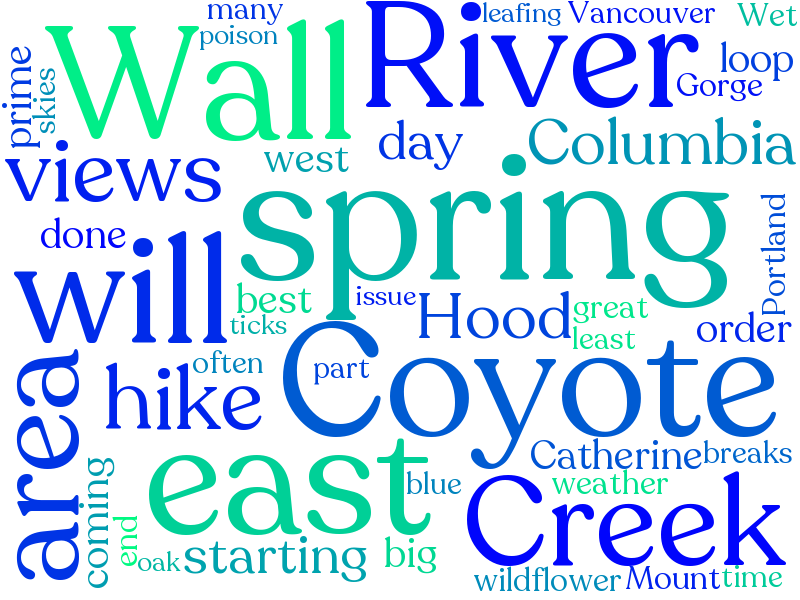 many
leafing
Vancouver
Wet
poison
River
Wall
loop
Gorge
prime
skies
day
Columbia
west
views
spring
done
Portland
will
best
issue
Hood
great
order
ticks
least
often
part
Coyote
area
hike
Catherine
breaks
east
blue
weather
Creek
coming
end
oak
starting
big
wildflower
Mount
time